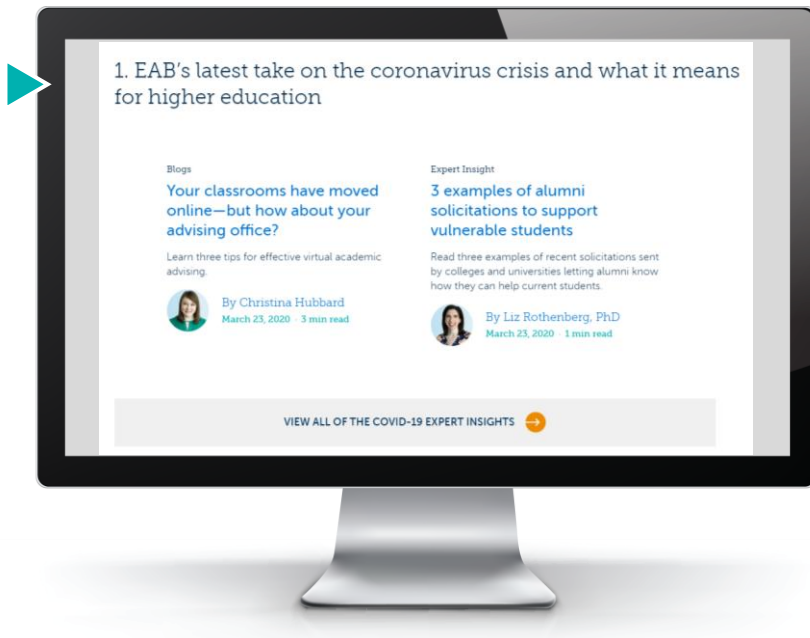 1. EAB's latest take on the coronavirus crisis and what it means
for higher education
Blogs
Your classrooms have moved
online—but how about your
advising office?
Learn three tips for effective virtual academic
advising.
By Christina Hubbard
March 23, 2020 · 3 min read
Expert Insight
3 examples of alumni
solicitations to support
vulnerable students
Read three examples of recent solicitations sent
by colleges and universities letting alumni know
how they can help current students.
By Liz Rothenberg, PhD
March 23, 2020 · 1 min read
VIEW ALL OF THE COVID-19 EXPERT INSIGHTS